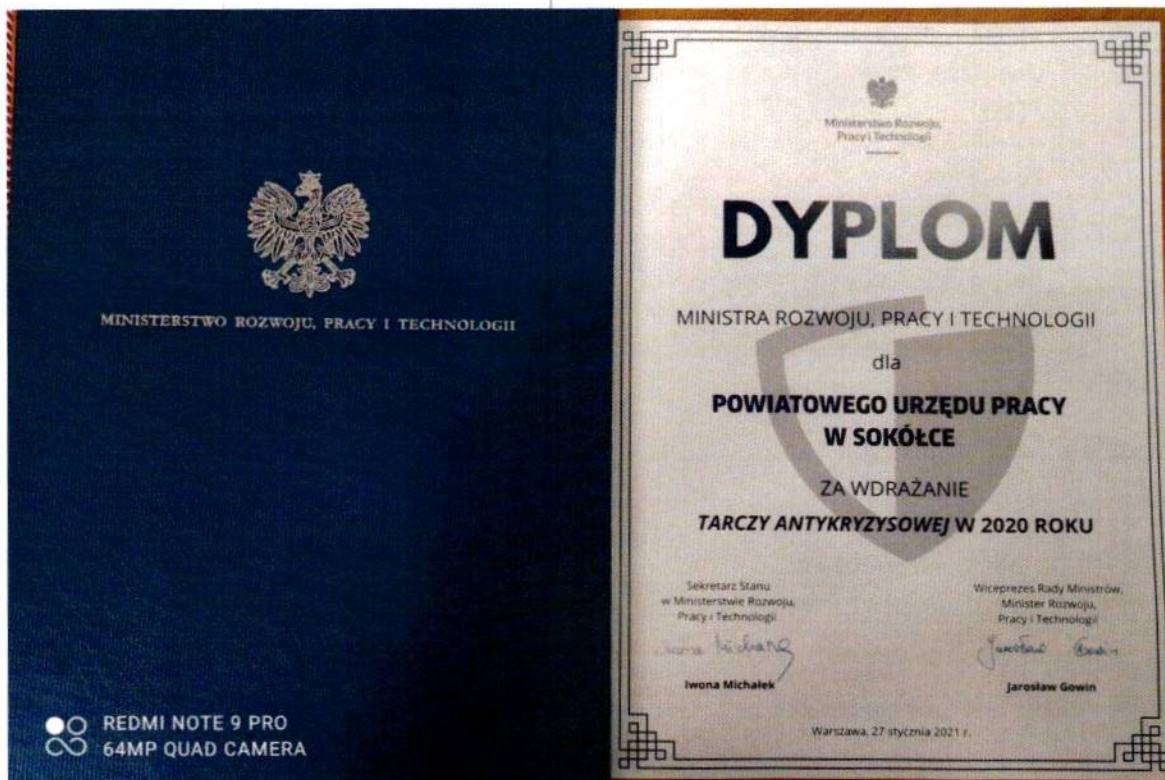 MINISTERSTWO ROZWOJU, PRACY I TECHNOLOGII
REDMI NOTE 9 PRO
64MP QUAD CAMERA
Ministerstwo Rozwoju,
Pracy i Technologii
DYPLOM
MINISTRA ROZWOJU, PRACY I TECHNOLOGII
dla
POWIATOWEGO URZĘDU PRACY
W SOKÓŁCE
ZA WDRAŻANIE
TARCZY ANTYKRYZYSOWEJ W 2020 ROKU
Sekretarz Stanu
w Ministerstwie Rozwoju,
Pracy i Technologii
Iwona Michałek
Wiceprezes Rady Ministrów,
Minister Rozwoju,
Pracy i Technologii
Jarosław Gowin
Jarosław Gowin
Warszawa, 27 stycznia 2021 r.